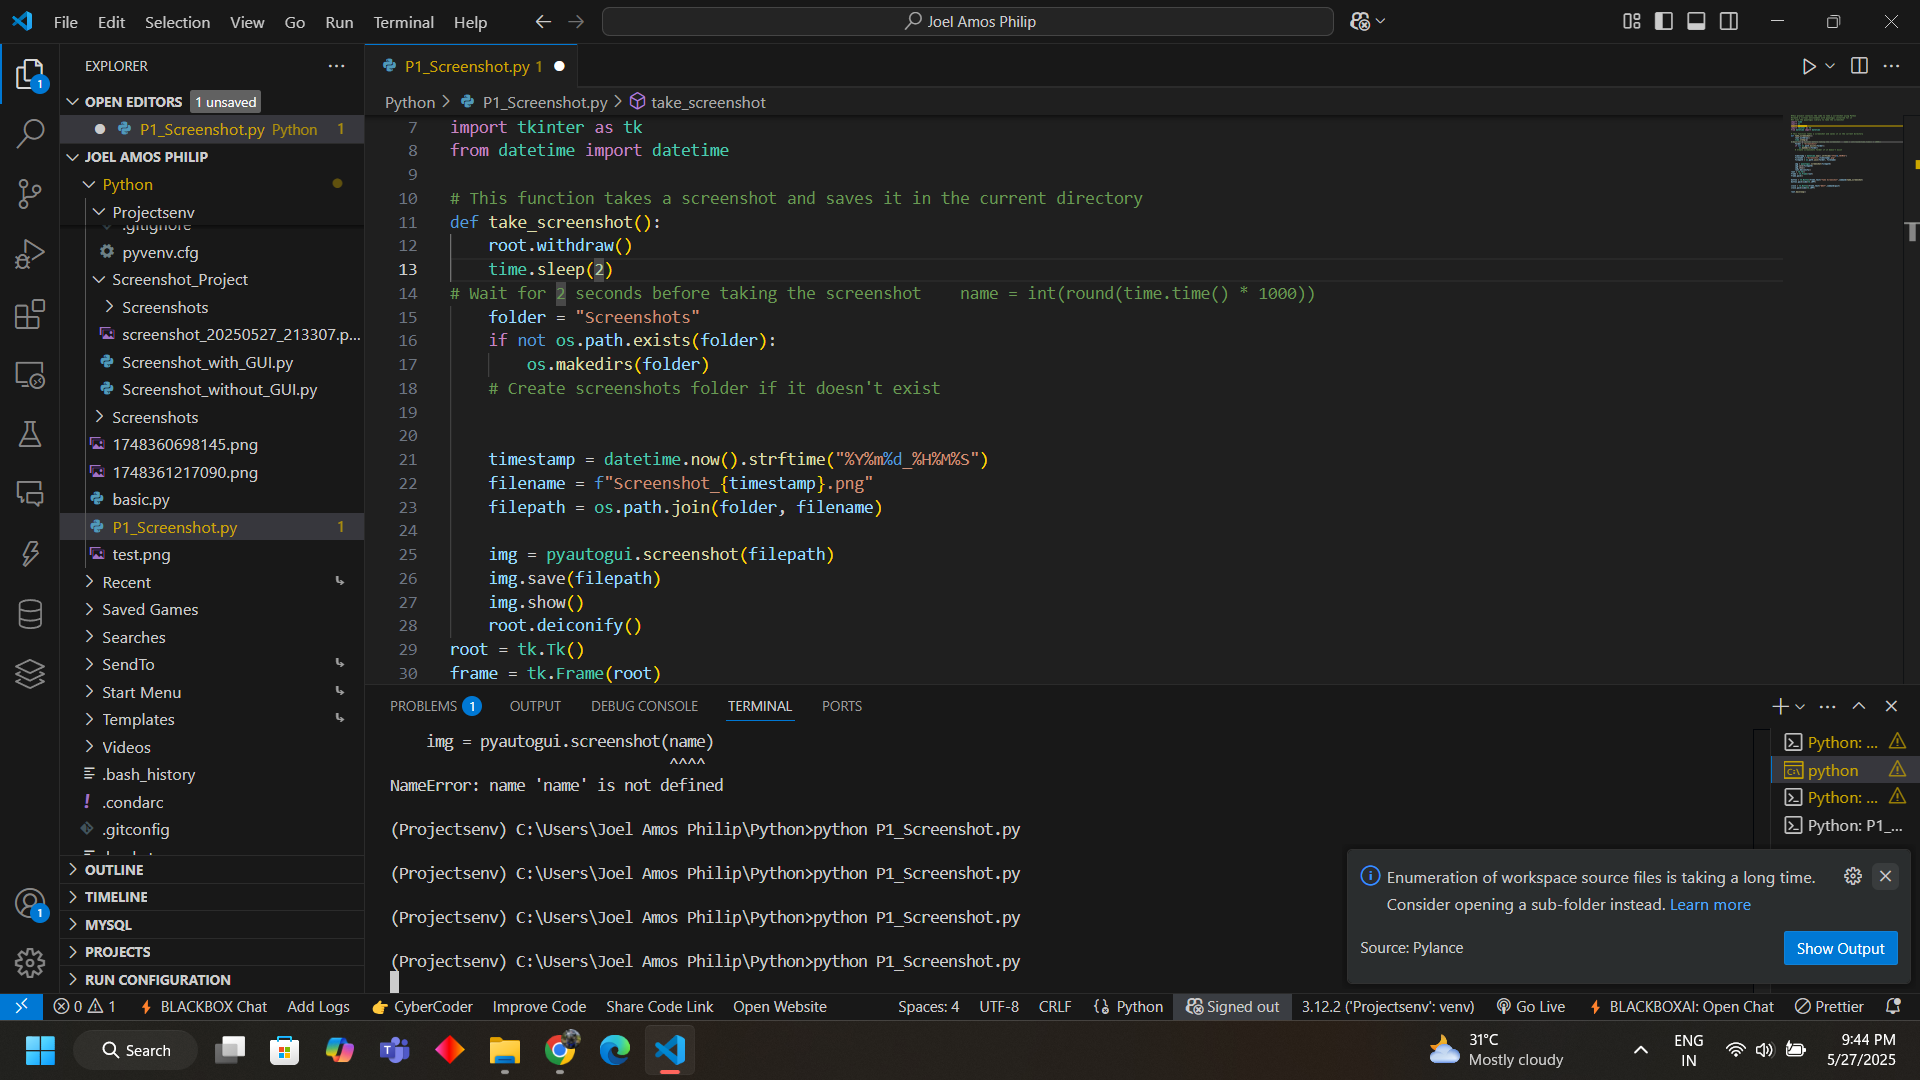 File Edit Selection View Go Run Terminal Help
Joel Amos Philip
EXPLORER
OPEN EDITORS 1 unsaved
P1_Screenshot.py Python 1
JOEL AMOS PHILIP
Python
Projectsenv
.gitignore
pyvenv.cfg
Screenshot_Project
Screenshots
screenshot_20250527_213307.p...
Screenshot_with_GUI.py
Screenshot_without_GUI.py
Screenshots
1748360698145.png
1748361217090.png
basic.py
P1_Screenshot.py 1
test.png
Recent
Saved Games
Searches
SendTo
Start Menu
Templates
Videos
.bash_history
.condarc
.gitconfig
OUTLINE
TIMELINE
MYSQL
PROJECTS
RUN CONFIGURATION
1
1
P1_Screenshot.py 1
Python > P1_Screenshot.py > take_screenshot
7 import tkinter as tk
8 from datetime import datetime
9
10 # This function takes a screenshot and saves it in the current directory
11 def take_screenshot():
12 root.withdraw()
13 time.sleep(2)
14 # Wait for 2 seconds before taking the screenshot    name = int(round(time.time() * 1000))
15 folder = "Screenshots"
16 if not os.path.exists(folder):
17 os.makedirs(folder)
18 # Create screenshots folder if it doesn't exist
19
20
21 timestamp = datetime.now().strftime("%Y%m%d_%H%M%S")
22 filename = f"Screenshot_{timestamp}.png"
23 filepath = os.path.join(folder, filename)
24
25 img = pyautogui.screenshot(filepath)
26 img.save(filepath)
27 img.show()
28 root.deiconify()
29 root = tk.Tk()
30 frame = tk.Frame(root)
PROBLEMS 1 OUTPUT DEBUG CONSOLE TERMINAL PORTS
img = pyautogui.screenshot(name)
^^^^
NameError: name 'name' is not defined
(Projectsenv) C:\Users\Joel Amos Philip\Python>python P1_Screenshot.py
(Projectsenv) C:\Users\Joel Amos Philip\Python>python P1_Screenshot.py
(Projectsenv) C:\Users\Joel Amos Philip\Python>python P1_Screenshot.py
(Projectsenv) C:\Users\Joel Amos Philip\Python>python P1_Screenshot.py
Python: ...
python
Python: ...
Python: P1_...
Enumeration of workspace source files is taking a long time.
Consider opening a sub-folder instead. Learn more
Source: Pylance
Show Output
0 1 BLACKBOX Chat Add Logs CyberCoder Improve Code Share Code Link Open Website Spaces: 4 UTF-8 CRLF Python Signed out 3.12.2 ('Projectsenv': venv) Go Live BLACKBOXAI: Open Chat Prettier
Search
31°C
Mostly cloudy
ENG
IN
9:44 PM
5/27/2025